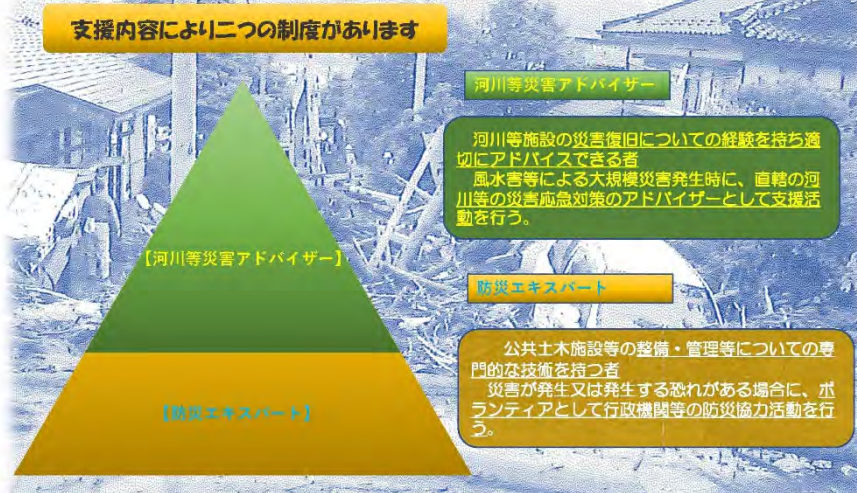 支援内容により二つの制度があります
河川等災害アドバイザー
河川等施設の災害復旧についての経験を持ち適
切にアドバイスできる者
風水害等による大規模災害発生時に、直轄の河
川等の災害応急対策のアドバイザーとして支援活
動を行う。
【河川等災害アドバイザー】
防災エキスパート
公共土木施設等の整備・管理等についての専
門的な技術を持つ者
災害が発生又は発生する恐れがある場合に、ボ
ランティアとして行政機関等の防災協力活動を行
う。
【防災エキスパート】